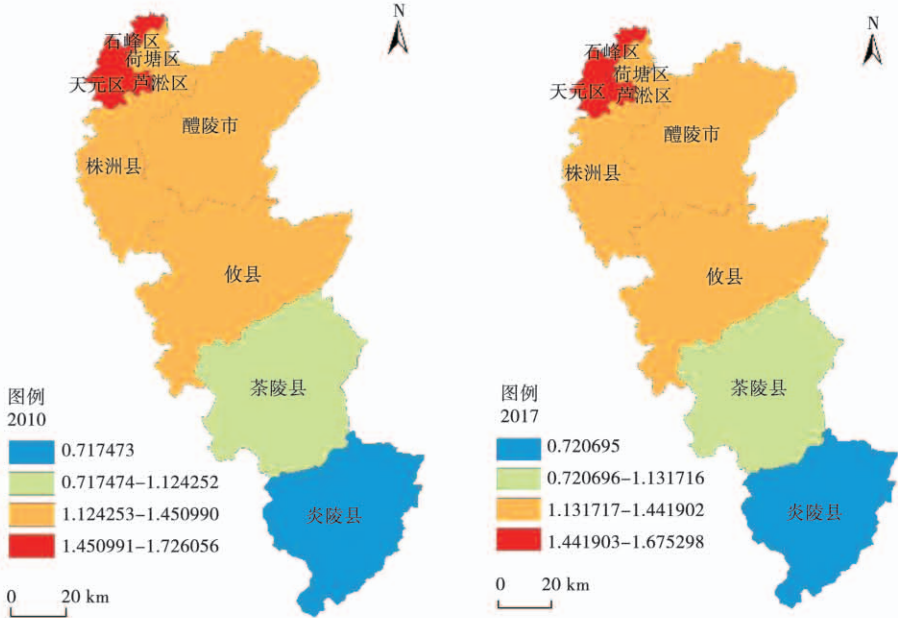 N
石峰区
荷塘区
天元区
芦淞区
醴陵市
株洲县
攸县
茶陵县
炎陵县
图例
2010
0.717473
0.717474-1.124252
1.124253-1.450990
1.450991-1.726056
0 20 km
N
石峰区
荷塘区
天元区
芦淞区
醴陵市
株洲县
攸县
茶陵县
炎陵县
图例
2017
0.720695
0.720696-1.131716
1.131717-1.441902
1.441903-1.675298
0 20 km